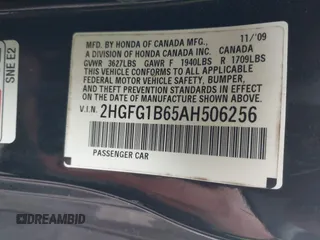 SNE E2
MFD. BY HONDA OF CANADA MFG. 11/'09
A DIVISION OF HONDA CANADA INC. CANADA
GVWR 3627LBS GAWR F 1940LBS R 1709LBS
THIS VEHICLE CONFORMS TO ALL APPLICABLE
FEDERAL MOTOR VEHICLE SAFETY, BUMPER, AND
THEFT PREVENTION STANDARDS IN EFFECT ON
THE DATE OF MANUFACTURE SHOWN ABOVE.
V.I.N. 2HGFG1B65AH506256
PASSENGER CAR
DREAMBID